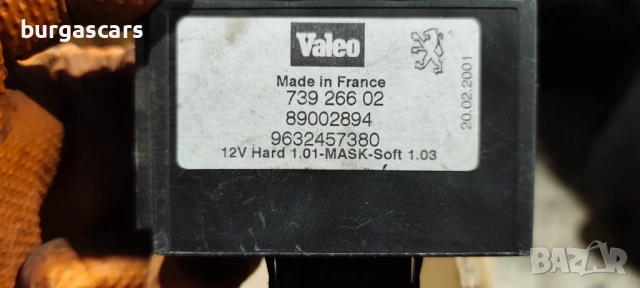 burgascars
Valeo
Made in France
739 266 02
89002894
9632457380
12V Hard 1.01-MASK-Soft 1.03
20.02.2001
bazar